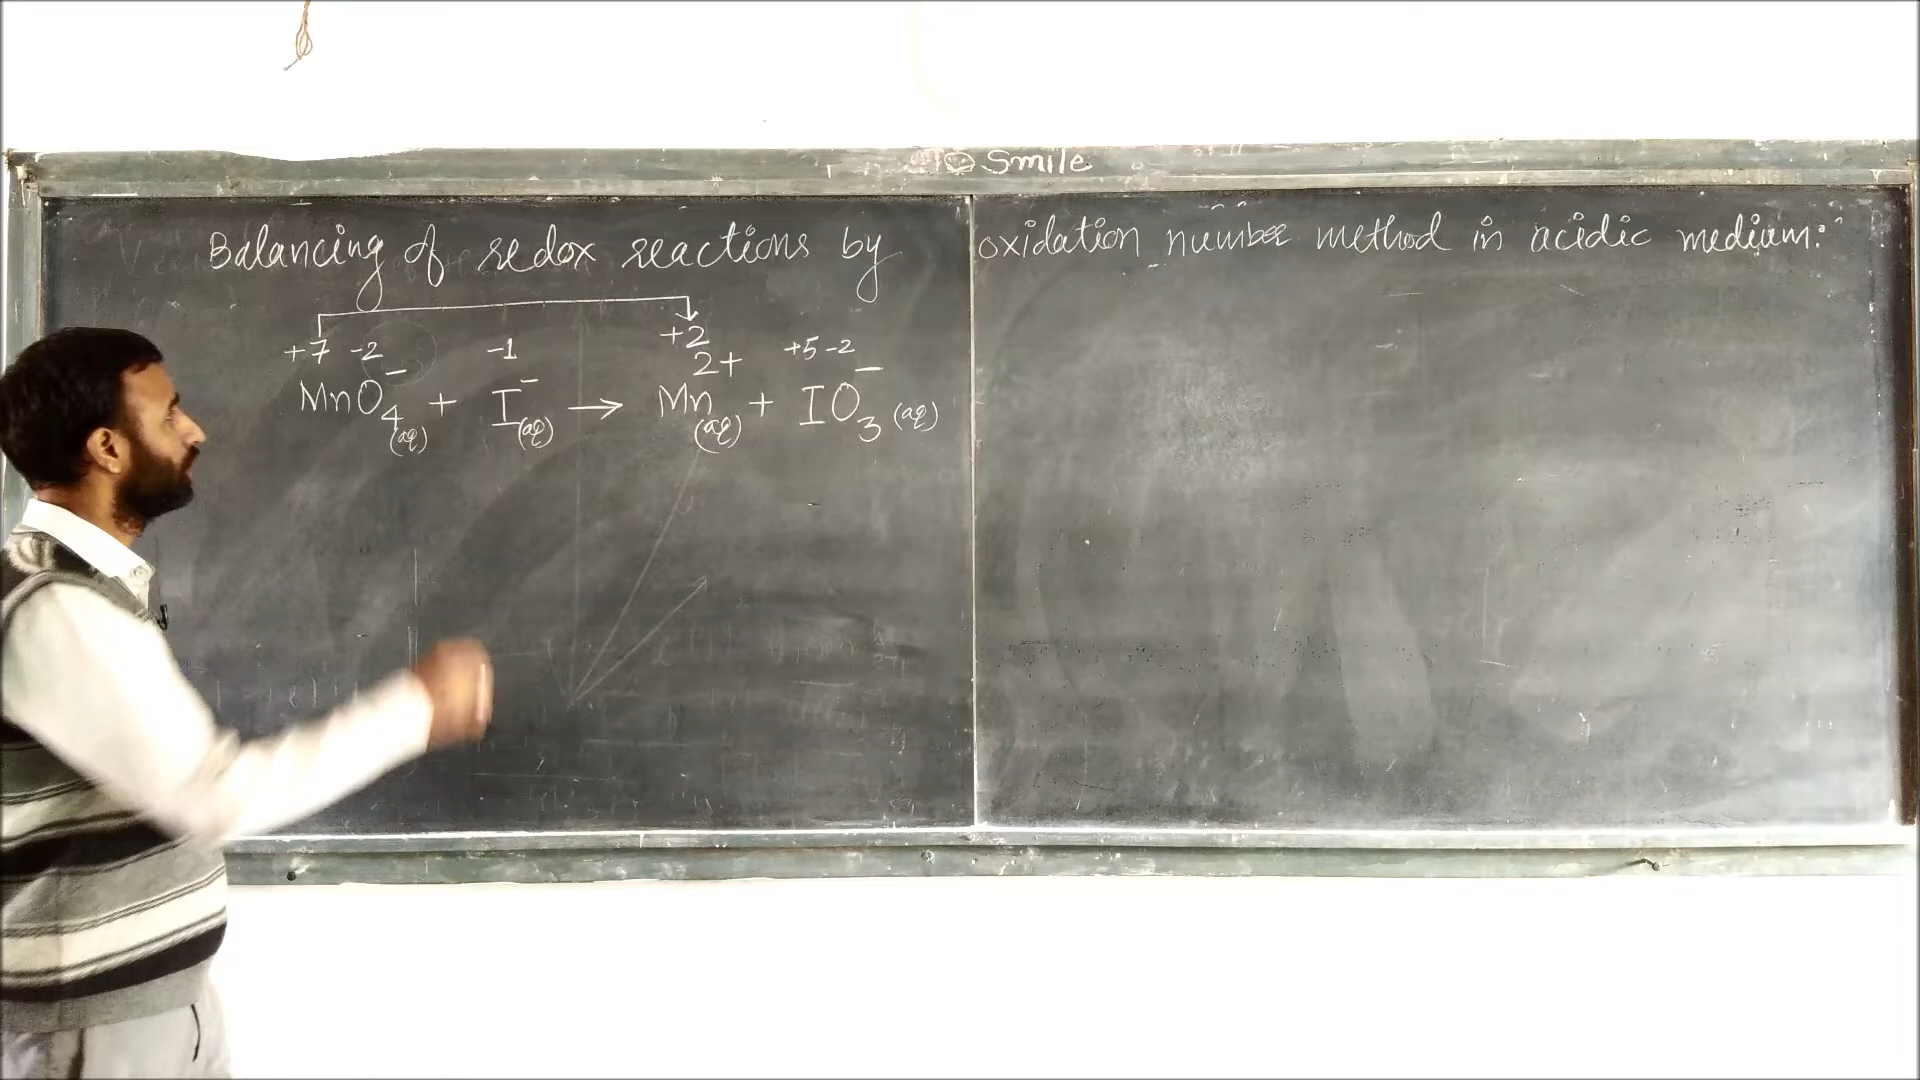 ☺ Smile
Balancing of redox reactions by oxidation number method in acidic medium:
+7 -2 -1 +2 +5 -2
MnO₄⁻(aq) + I⁻(aq) → Mn²⁺(aq) + IO₃⁻(aq)